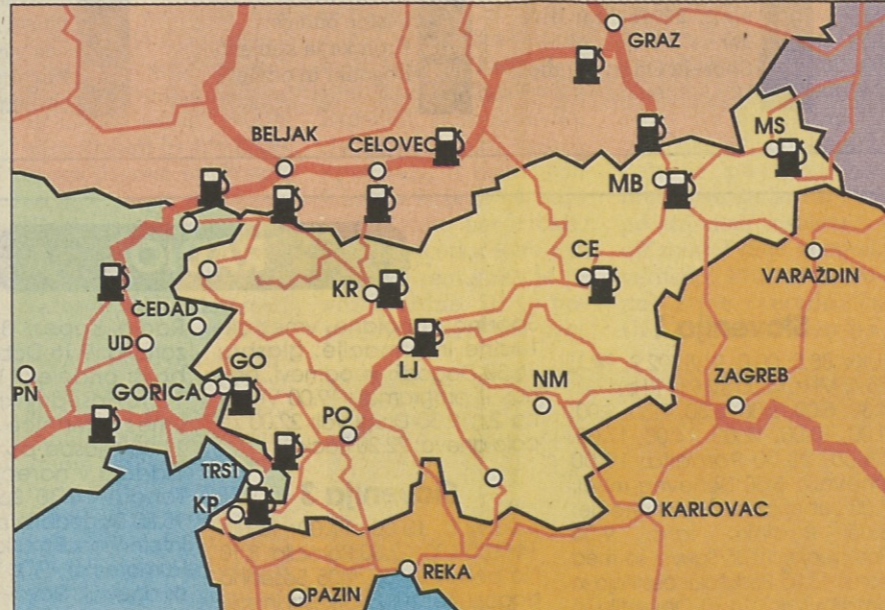 GRAZ
BELJAK
CELOVEC
MS
MB
CE
VARAŽDIN
KR
ČEDAD
UD
LJ
GO
PN
GORICA
NM
ZAGREB
PO
TRST
KP
KARLOVAC
REKA
PAZIN